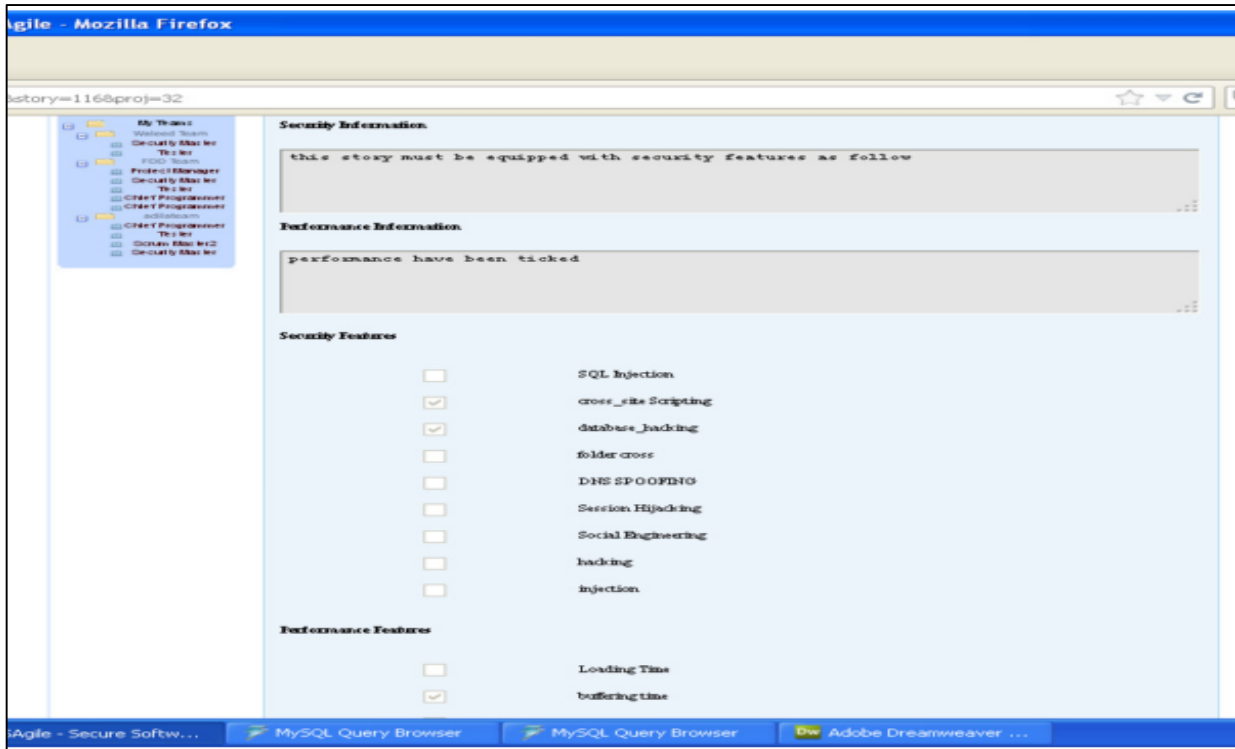 Agile - Mozilla Firefox
&story=116&proj=32
My Teams
Waleed Team
Security Master
Tester
FDD Team
Project Manager
Security Master
Tester
Chief Programmer
Chief Programmer
adilateam
Chief Programmer
Tester
Scrum Master2
Security Master
Security Information
this story must be equipped with security features as follow
Performance Information
performance have been ticked
Security Features
SQL Injection
cross_site Scripting
database_hacking
folder cross
DNS SPOOFING
Session Hijacking
Social Engineering
hacking
injection
Performance Features
Loading Time
buffering time
SAgile - Secure Softw...
MySQL Query Browser
MySQL Query Browser
Dw Adobe Dreamweaver ...